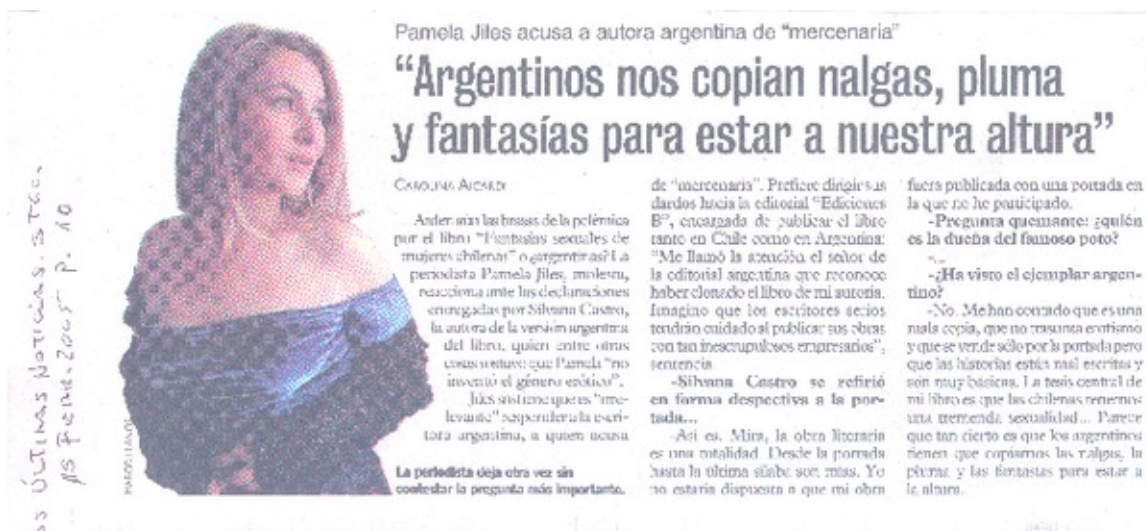 Pamela Jiles acusa a autora argentina de "mercenaria"
"Argentinos nos copian nalgas, pluma
y fantasías para estar a nuestra altura"
CAROLINA AICARDI
Arden aún las brasas de la polémica
por el libro "Fantasías sexuales de
mujeres chilenas" o ¿argentinas? La
periodista Pamela Jiles, molesta,
reacciona ante las declaraciones
entregadas por Silvana Castro,
la autora de la versión argentina
del libro, quien entre otras
cosas sostuvo que Pamela "no
inventó el género erótico".
Jiles sostiene que es "irre-
levante" responder a la escri-
tora argentina, a quien acusa
La periodista deja otra vez sin
contestar la pregunta más importante.
de "mercenaria". Prefiere dirigir sus
dardos hacia la editorial "Ediciones
B", encargada de publicar el libro
tanto en Chile como en Argentina:
"Me llamó la atención el señor de
la editorial argentina que reconoce
haber clonado el libro de mi autoría.
Imagino que los escritores serios
tendrán cuidado al publicar sus obras
con tan inescrupulosos empresarios",
sentencia
-Silvana Castro se refirió
en forma despectiva a la por-
tada...
-Así es. Mira, la obra literaria
es una totalidad. Desde la portada
hasta la última sílaba son mías. Yo
no estaría dispuesta a que mi obra
fuera publicada con una portada en
la que no he participado.
-Pregunta quemante: ¿quién
es la dueña del famoso poto?
-...
-¿Ha visto el ejemplar argen-
tino?
-No. Me han contado que es una
mala copia, que no trasunta erotismo
y que se vende sólo por la portada pero
que las historias están mal escritas y
son muy básicas. La tesis central de
mi libro es que las chilenas tenemos
una tremenda sexualidad... Parece
que tan cierto es que los argentinos
tienen que copiarnos las nalgas, la
pluma y las fantasías para estar a
la altura.
Últimas Noticias. Stgo.
2005 P. 40